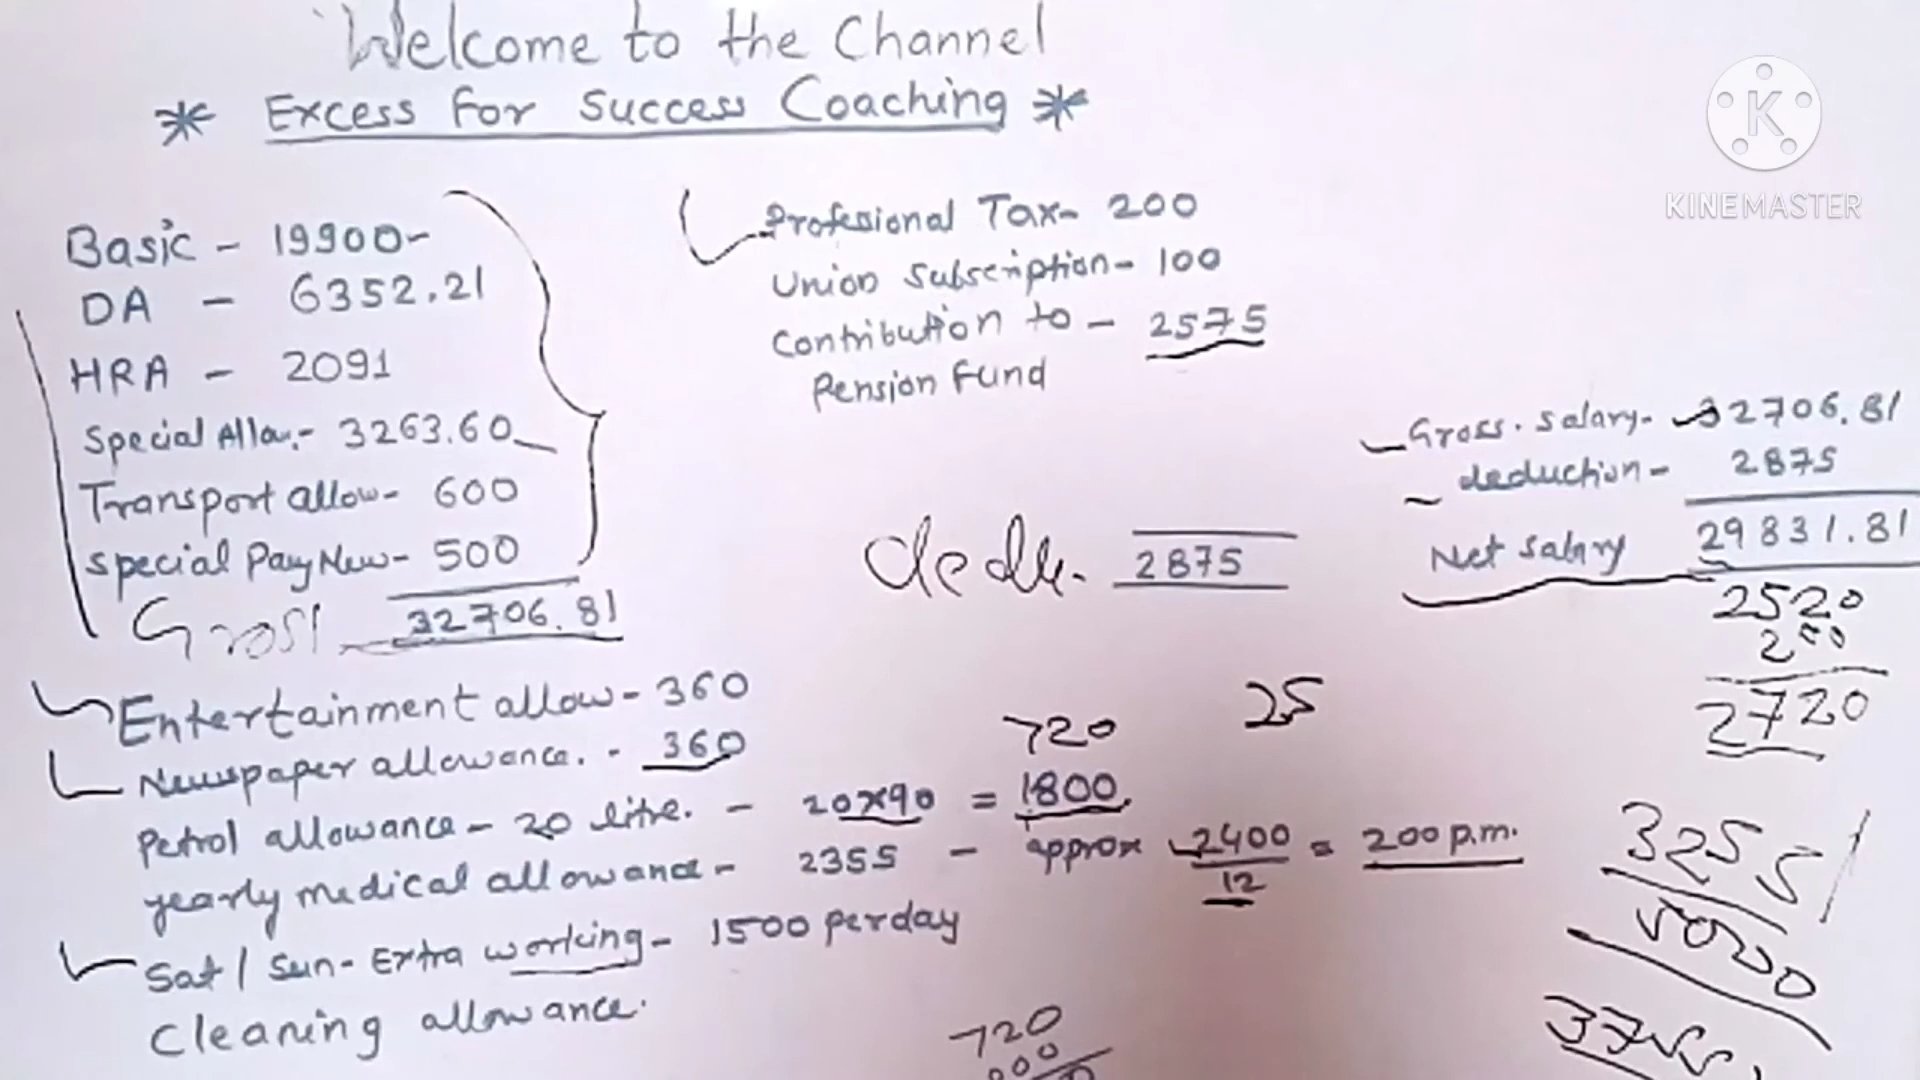 Welcome to the Channel
* Excess For Success Coaching *
K
KINEMASTER
Basic - 19900-
DA - 6352.21
HRA - 2091
Special Allow.- 3263.60
Transport allow- 600
Special Pay New- 500
Gross 32706.81
Profesional Tax- 200
Union Subscription- 100
Contribution to - 2575
Pension Fund
dedu. 2875
Gross. Salary- 32706.81
deduction- 2875
Net Salary 29831.81
2520
200
2720
Entertainment allow- 360
Newspaper allowance. - 360
720
25
Petrol allowance- 20 litre. - 20x90 = 1800
yearly medical allowance- 2355 - approx 2400/12 = 200 p.m.
Sat/Sun- Extra working- 1500 perday
Cleaning allowance.
3255
5000
720